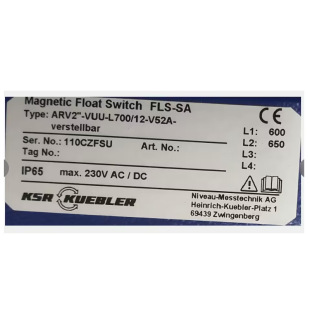 Magnetic Float Switch FLS-SA
Type: ARV2"-VUU-L700/12-V52A-
verstellbar
Ser. No.: 110CZFSU Art. No.:
Tag No.:
L1: 600
L2: 650
L3:
L4:
IP65 max. 230V AC / DC
KSR KUEBLER
Niveau-Messtechnik AG
Heinrich-Kuebler-Platz 1
69439 Zwingenberg
CE